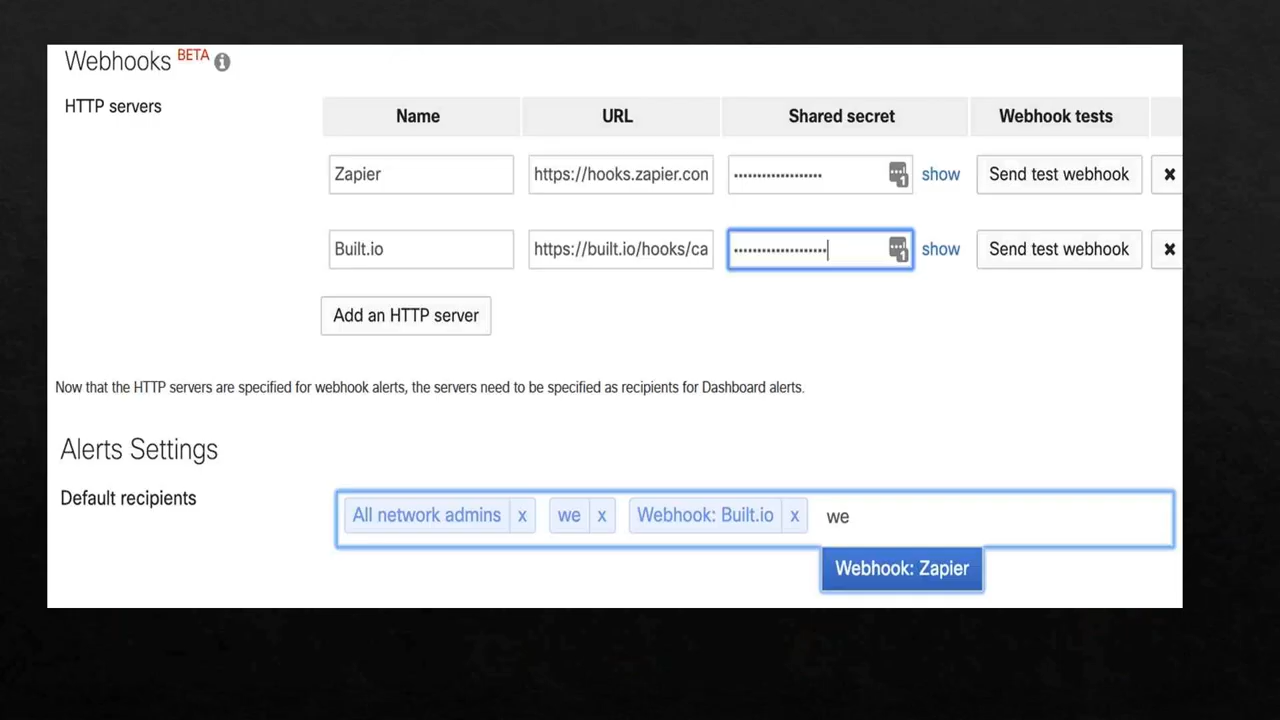 Webhooks BETA
HTTP servers
Name URL Shared secret Webhook tests
Zapier https://hooks.zapier.con show Send test webhook
Built.io https://built.io/hooks/ca show Send test webhook
Add an HTTP server
Now that the HTTP servers are specified for webhook alerts, the servers need to be specified as recipients for Dashboard alerts.
Alerts Settings
Default recipients All network admins x we x Webhook: Built.io x we
Webhook: Zapier